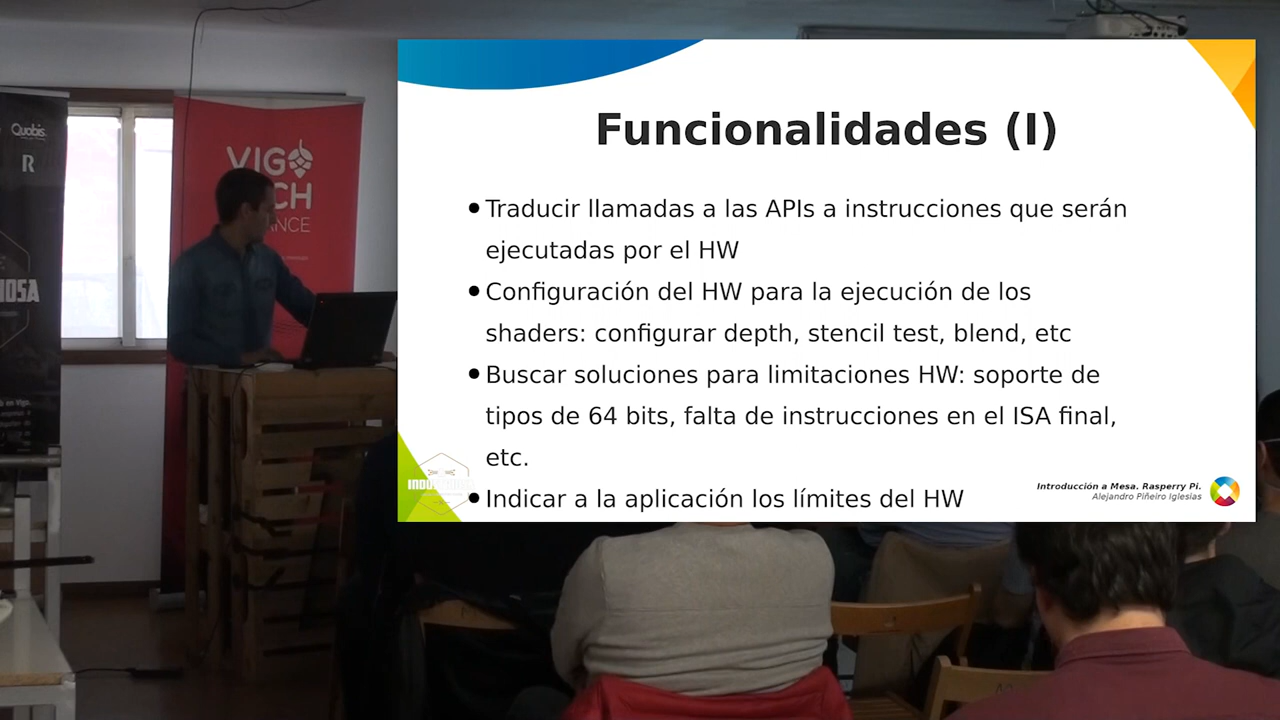 Quobis
R
VIGO
NCE
Funcionalidades (I)
• Traducir llamadas a las APIs a instrucciones que serán
ejecutadas por el HW
• Configuración del HW para la ejecución de los
shaders: configurar depth, stencil test, blend, etc
• Buscar soluciones para limitaciones HW: soporte de
tipos de 64 bits, falta de instrucciones en el ISA final,
etc.
• Indicar a la aplicación los límites del HW
Introducción a Mesa. Rasperry Pi.
Alejandro Piñeiro Iglesias